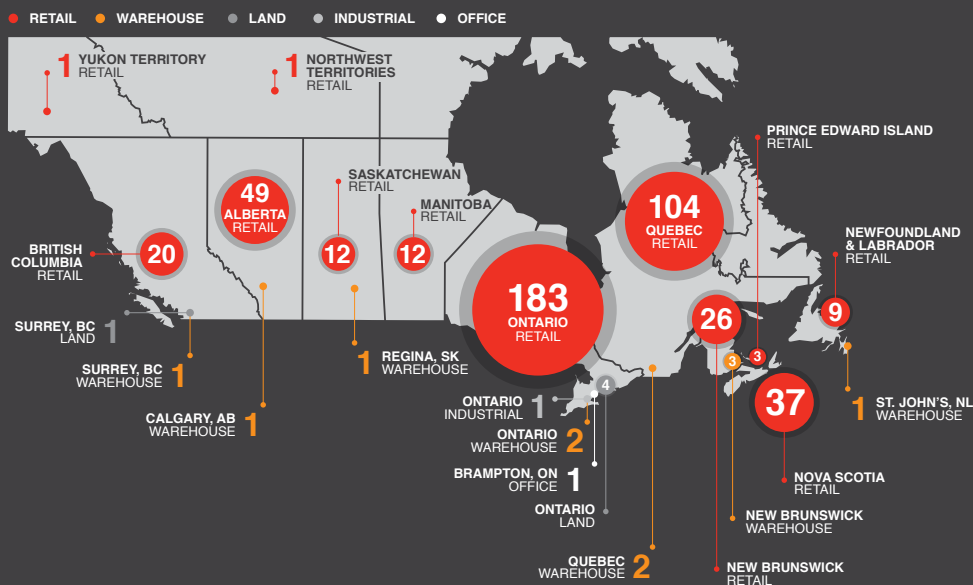 RETAIL WAREHOUSE LAND INDUSTRIAL OFFICE
1 YUKON TERRITORY
RETAIL
1 NORTHWEST
TERRITORIES
RETAIL
PRINCE EDWARD ISLAND
RETAIL
SASKATCHEWAN
RETAIL
49
ALBERTA
RETAIL
MANITOBA
RETAIL
104
QUEBEC
RETAIL
BRITISH
COLUMBIA
RETAIL
20
12
12
NEWFOUNDLAND
& LABRADOR
RETAIL
183
ONTARIO
RETAIL
26
9
SURREY, BC
LAND
1
SURREY, BC
WAREHOUSE
1
1 REGINA, SK
WAREHOUSE
3
3
4
37
CALGARY, AB
WAREHOUSE
1
ONTARIO
INDUSTRIAL
1
1 ST. JOHN'S, NL
WAREHOUSE
ONTARIO
WAREHOUSE
2
BRAMPTON, ON
OFFICE
1
NOVA SCOTIA
RETAIL
ONTARIO
LAND
NEW BRUNSWICK
WAREHOUSE
QUEBEC
WAREHOUSE
2
NEW BRUNSWICK
RETAIL